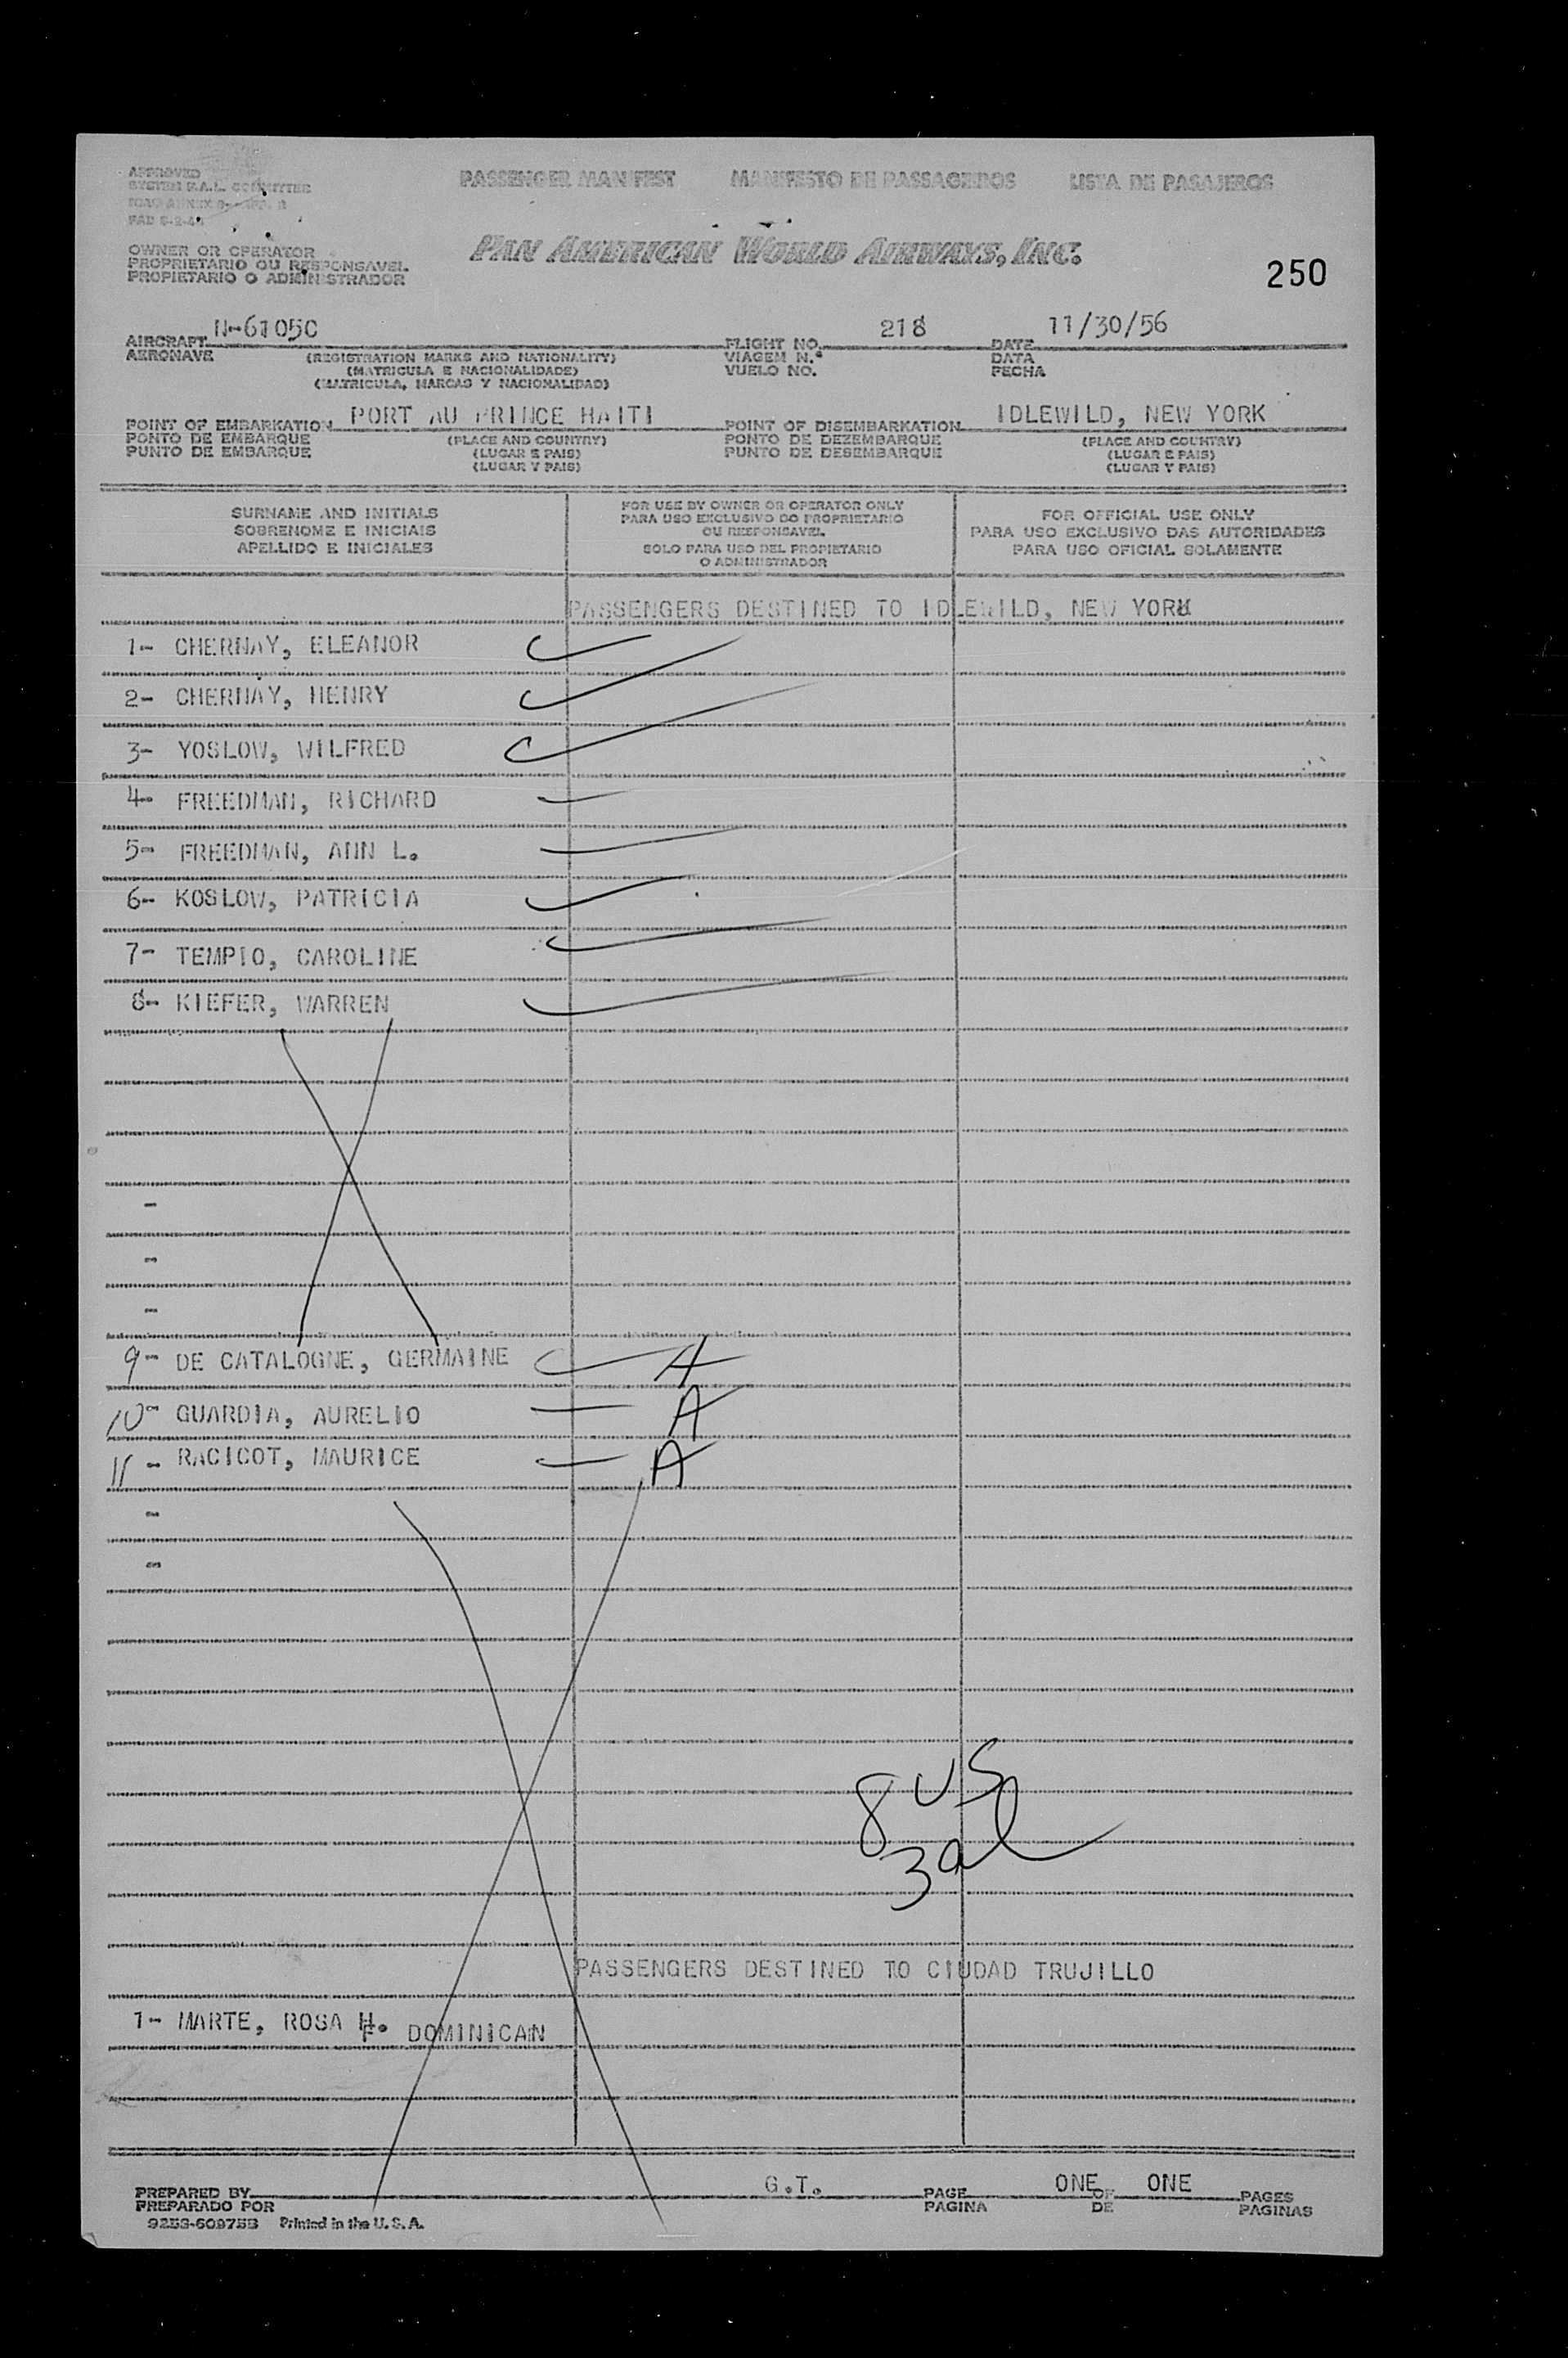 APPROVED
SYSTEM F.A.L. COMMITTEE
PASSENGER MANIFEST MANIFESTO DE PASSAGEIROS LISTA DE PASAJEROS
OWNER OR OPERATOR
PROPRIETARIO OU RESPONSAVEL
PROPIETARIO O ADMINISTRADOR
PAN AMERICAN WORLD AIRWAYS, INC.
250
AIRCRAFT N-6105C FLIGHT NO. 218 DATE 11/30/56
AERONAVE (REGISTRATION MARKS AND NATIONALITY) VIAGEM N.º DATA
(MATRICULA E NACIONALIDADE) VUELO NO. FECHA
(MATRICULA, MARCAS Y NACIONALIDAD)
POINT OF EMBARKATION PORT AU PRINCE HAITI POINT OF DISEMBARKATION IDLEWILD, NEW YORK
PONTO DE EMBARQUE (PLACE AND COUNTRY) PONTO DE DEZEMBARQUE (PLACE AND COUNTRY)
PUNTO DE EMBARQUE (LUGAR E PAIS) PUNTO DE DESEMBARQUE (LUGAR E PAIS)
(LUGAR Y PAIS) (LUGAR Y PAIS)
SURNAME AND INITIALS
SOBRENOME E INICIAIS
APELLIDO E INICIALES
FOR USE BY OWNER OR OPERATOR ONLY
PARA USO EXCLUSIVO DO PROPRIETARIO
OU RESPONSAVEL
SOLO PARA USO DEL PROPIETARIO
O ADMINISTRADOR
FOR OFFICIAL USE ONLY
PARA USO EXCLUSIVO DAS AUTORIDADES
PARA USO OFICIAL SOLAMENTE
PASSENGERS DESTINED TO IDLEWILD, NEW YORK
1- CHERNAY, ELEANOR
2- CHERNAY, HENRY
3- YOSLOW, WILFRED
4- FREEDMAN, RICHARD
5- FREEDMAN, ANN L.
6- KOSLOW, PATRICIA
7- TEMPIO, CAROLINE
8- KIEFER, WARREN
-
-
-
9- DE CATALOGNE, GERMAINE A
10- GUARDIA, AURELIO A
11- RACICOT, MAURICE A
-
-
8 US
3 al
PASSENGERS DESTINED TO CIUDAD TRUJILLO
1- MARTE, ROSA H. DOMINICAN
PREPARED BY G.T. PAGE ONE OF ONE PAGES
PREPARADO POR PAGINA DE PAGINAS
9253-609753 Printed in the U.S.A.